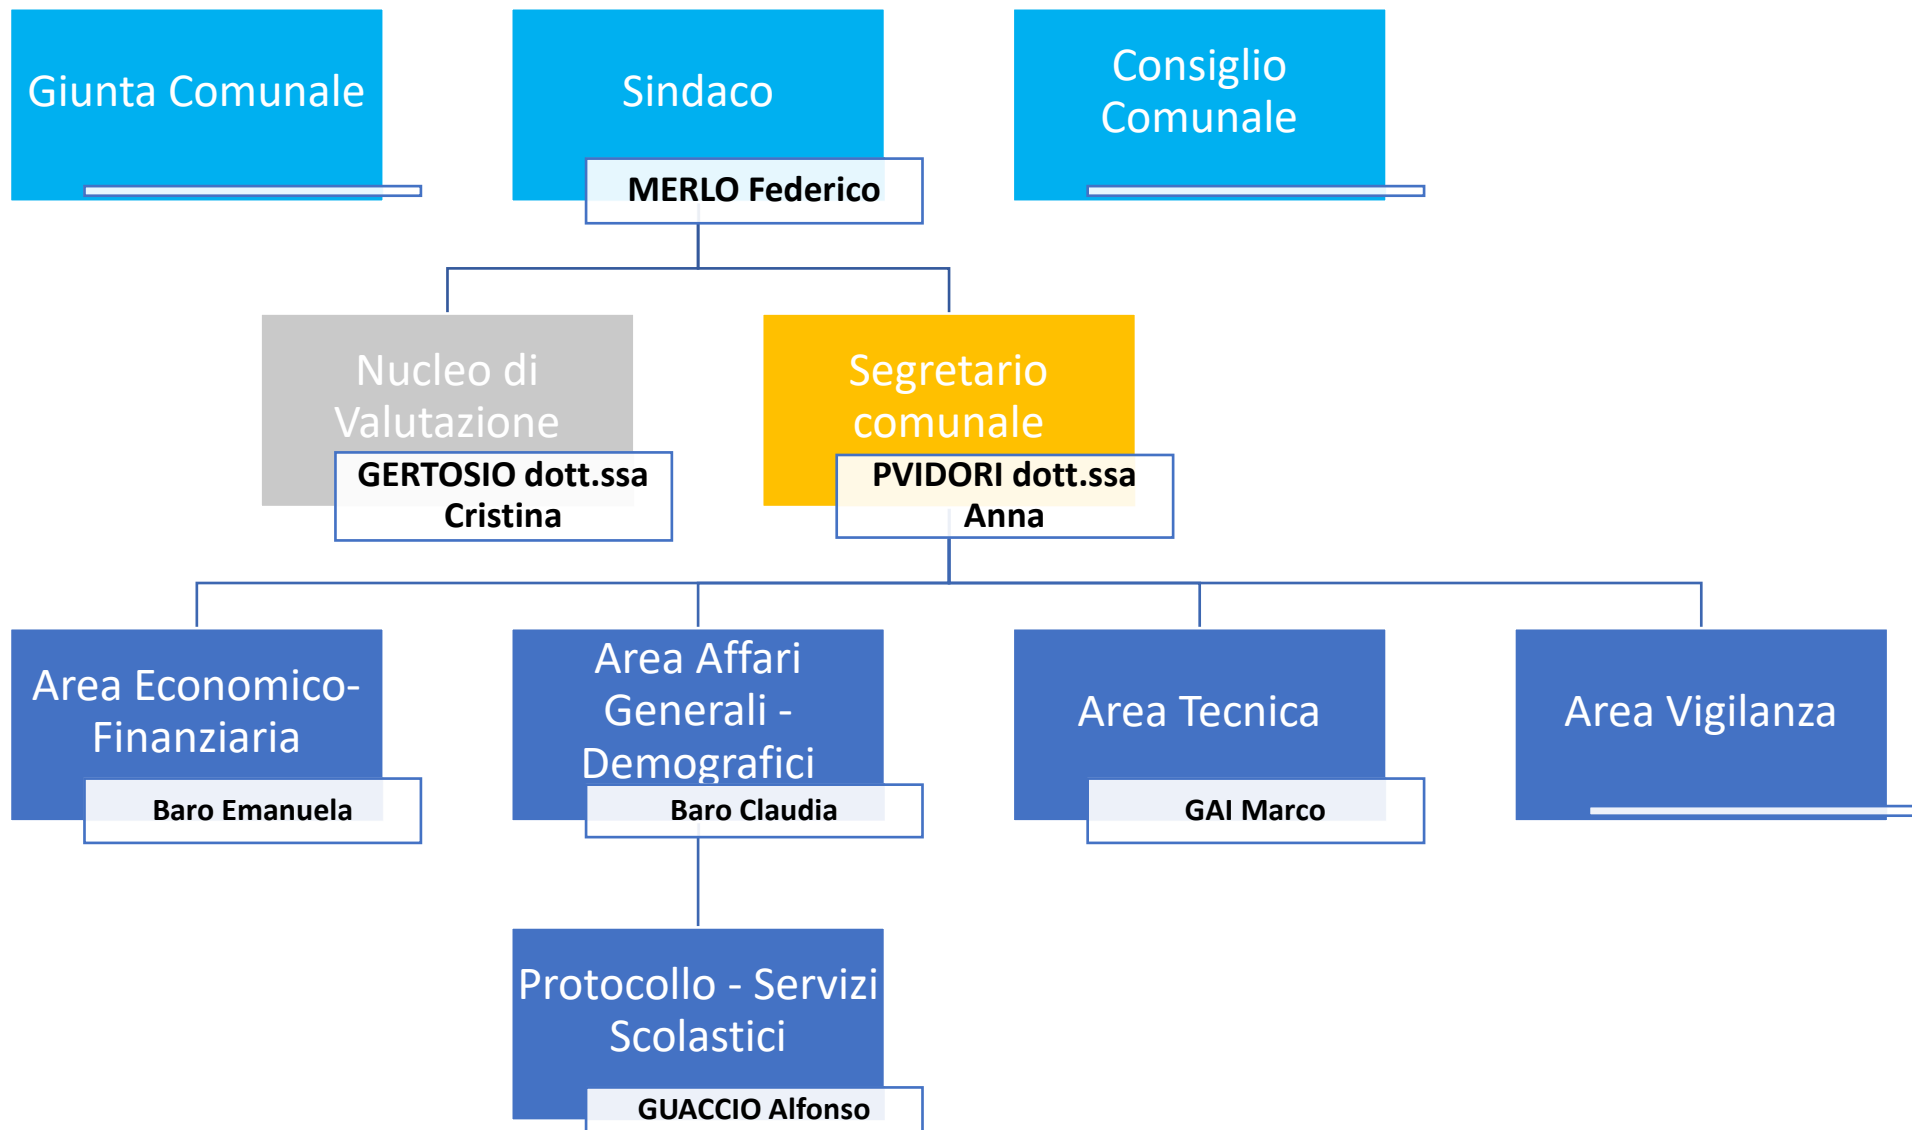 Giunta Comunale
Sindaco
MERLO Federico
Consiglio
Comunale
Nucleo di
Valutazione
GERTOSIO dott.ssa
Cristina
Segretario
comunale
PVIDORI dott.ssa
Anna
Area Economico-
Finanziaria
Baro Emanuela
Area Affari
Generali -
Demografici
Baro Claudia
Area Tecnica
GAI Marco
Area Vigilanza
Protocollo - Servizi
Scolastici
GUACCIO Alfonso